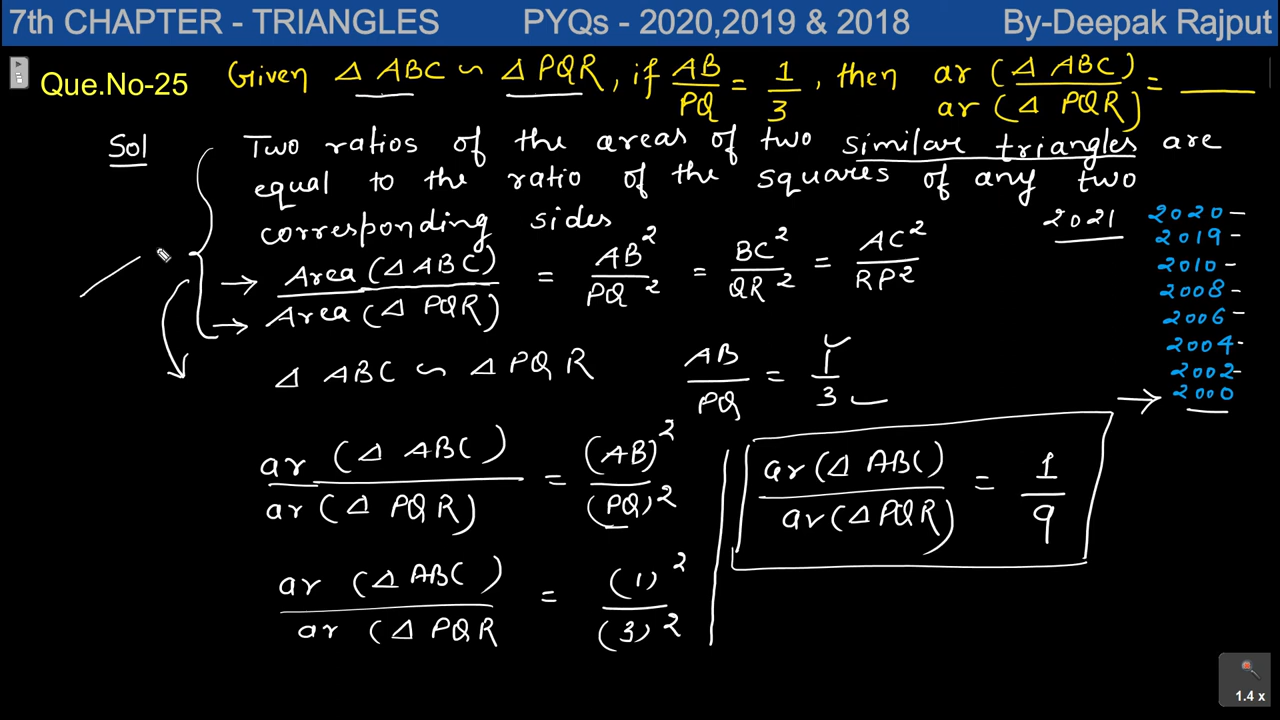 7th CHAPTER - TRIANGLES PYQs - 2020,2019 & 2018 By-Deepak Rajput
Que.No-25 Given Δ ABC ∽ Δ PQR, if AB/PQ = 1/3, then ar (Δ ABC)/ar (Δ PQR) = ____
Sol Two ratios of the areas of two similar triangles are
equal to the ratio of the squares of any two
corresponding sides
2021
2020 -
2019 -
2010 -
2008 -
2006 -
2004 -
2002 -
→ 2000
→ Area (Δ ABC)/→ Area (Δ PQR) = AB²/PQ² = BC²/QR² = AC²/RP²
Δ ABC ∽ Δ PQR AB/PQ = 1/3
ar (Δ ABC)/ar (Δ PQR) = (AB)²/(PQ)²
ar (Δ ABC)/ar (Δ PQR = (1)²/(3)²
ar (Δ ABC)/ar (Δ PQR) = 1/9
1.4 x